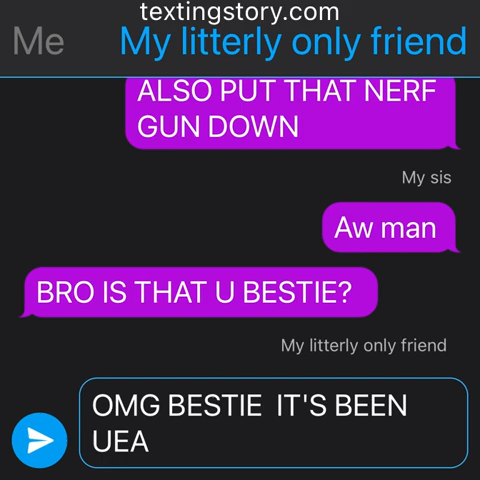 textingstory.com
Me My litterly only friend
ALSO PUT THAT NERF
GUN DOWN
My sis
Aw man
BRO IS THAT U BESTIE?
My litterly only friend
OMG BESTIE  IT'S BEEN
UEA